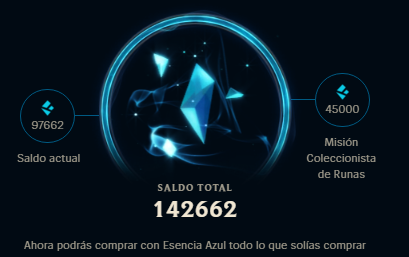 97662
Saldo actual
45000
Misión
Coleccionista
de Runas
SALDO TOTAL
142662
Ahora podrás comprar con Esencia Azul todo lo que solías comprar